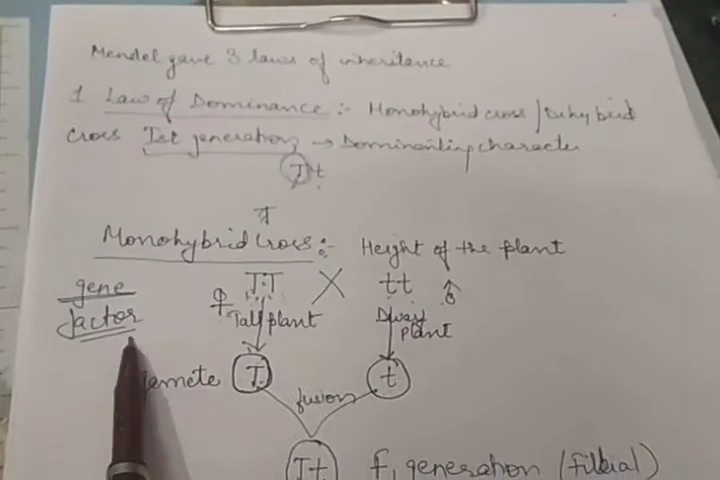 Mendel gave 3 laws of inheritance
1 Law of Dominance :- Monohybrid cross / Dihybrid
cross Ist generation → Dominanting character
Tt
T
Monohybrid Cross :- Height of the plant
gene ♀ TT X tt ♂
factor Tall plant Dwarf plant
gamete T t
fusion
Tt F1 generation (filial)